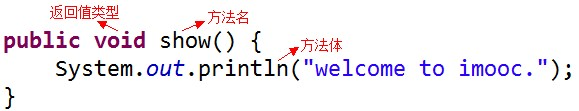 返回值类型 方法名
public void show() {
方法体
System.out.println("welcome to imooc.");
}